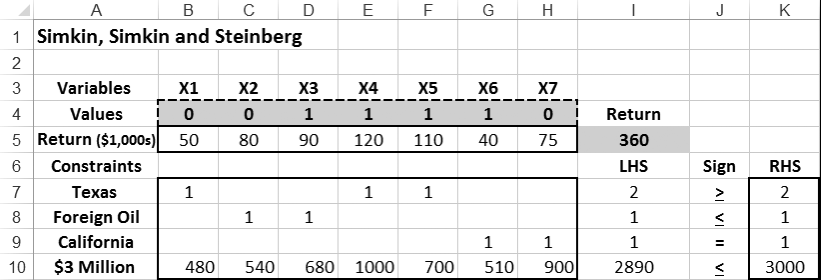 A B C D E F G H I J K
1 Simkin, Simkin and Steinberg
2
3 Variables X1 X2 X3 X4 X5 X6 X7
4 Values 0 0 1 1 1 1 0 Return
5 Return ($1,000s) 50 80 90 120 110 40 75 360
6 Constraints LHS Sign RHS
7 Texas 1 1 1 2 ≥ 2
8 Foreign Oil 1 1 1 ≤ 1
9 California 1 1 1 = 1
10 $3 Million 480 540 680 1000 700 510 900 2890 ≤ 3000